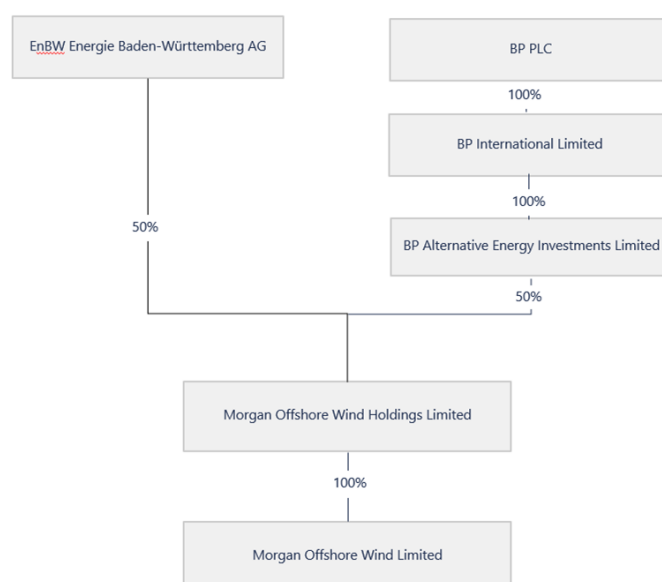 EnBW Energie Baden-Württemberg AG
BP PLC
100%
BP International Limited
100%
50%
BP Alternative Energy Investments Limited
50%
Morgan Offshore Wind Holdings Limited
100%
Morgan Offshore Wind Limited